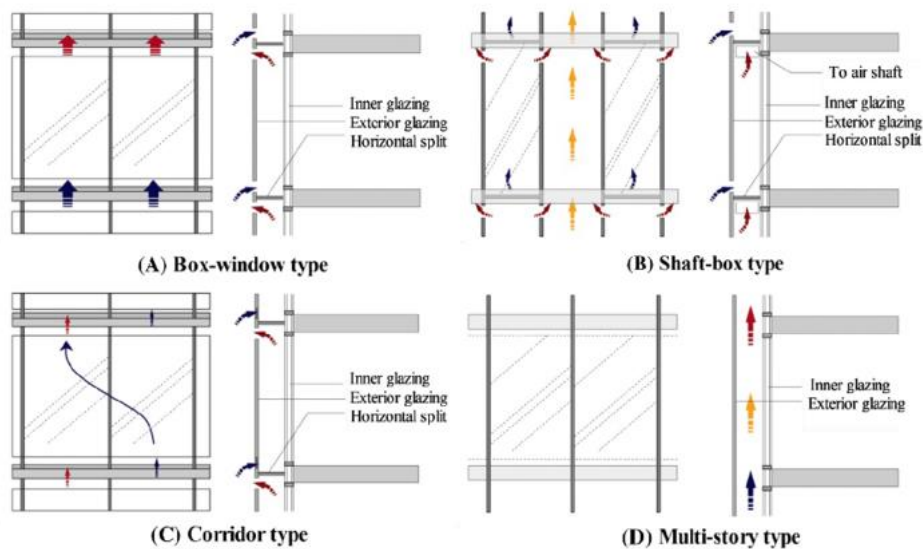 Inner glazing
Exterior glazing
Horizontal split
(A) Box-window type
To air shaft
Inner glazing
Exterior glazing
Horizontal split
(B) Shaft-box type
Inner glazing
Exterior glazing
Horizontal split
(C) Corridor type
Inner glazing
Exterior glazing
(D) Multi-story type